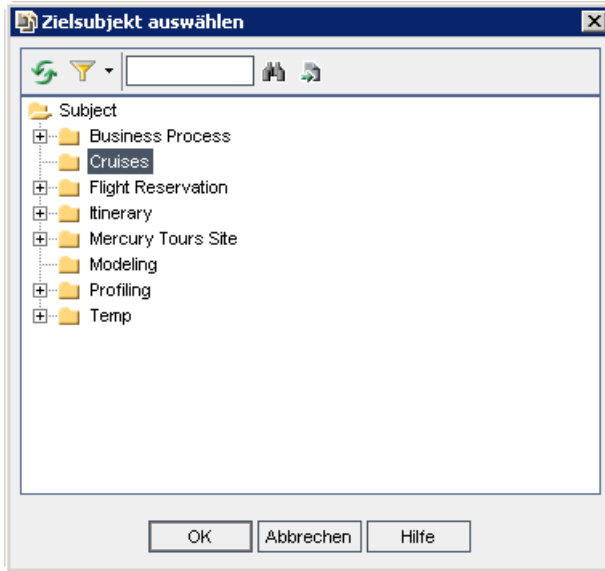 Zielsubjekt auswählen
Subject
Business Process
Cruises
Flight Reservation
Itinerary
Mercury Tours Site
Modeling
Profiling
Temp
OK Abbrechen Hilfe